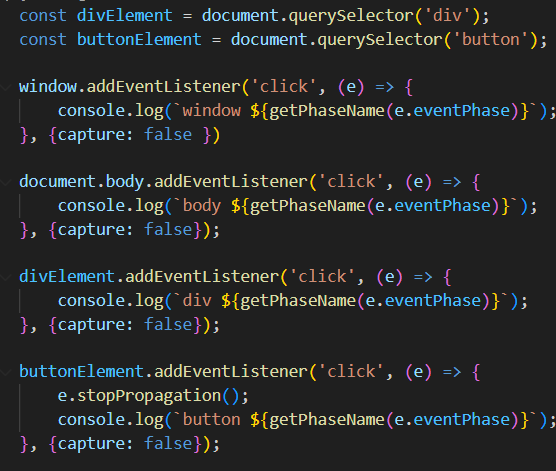 const divElement = document.querySelector('div');
const buttonElement = document.querySelector('button');
window.addEventListener('click', (e) => {
console.log(`window ${getPhaseName(e.eventPhase)}`);
}, {capture: false })
document.body.addEventListener('click', (e) => {
console.log(`body ${getPhaseName(e.eventPhase)}`);
}, {capture: false});
divElement.addEventListener('click', (e) => {
console.log(`div ${getPhaseName(e.eventPhase)}`);
}, {capture: false});
buttonElement.addEventListener('click', (e) => {
e.stopPropagation();
console.log(`button ${getPhaseName(e.eventPhase)}`);
}, {capture: false});